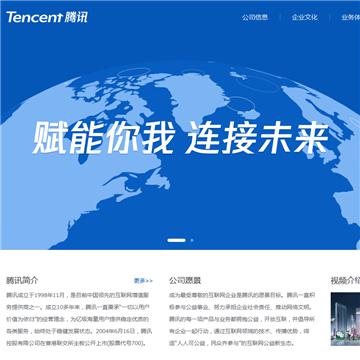 Tencent 腾讯
公司信息
企业文化
业务体
赋能你我 连接未来
腾讯简介
更多>>
腾讯成立于1998年11月，是目前中国领先的互联网增值服
务提供商之一。成立10多年来，腾讯一直秉承“一切以用户
价值为依归”的经营理念，为亿级海量用户提供稳定优质的
各类服务，始终处于稳健发展状态。2004年6月16日，腾讯
控股有限公司在香港联交所主板公开上市(股票代号700)。
公司愿景
成为最受尊敬的互联网企业是腾讯的愿景目标。腾讯一直积
极参与公益事业、努力承担企业社会责任、推动网络文明。
腾讯的每一项产品与业务都拥抱公益，开放互联，并倡导所
有企业一起行动，通过互联网领域的技术、传播优势，缔
造“人人可公益，民众齐参与”的互联网公益新生态。
视频介绍